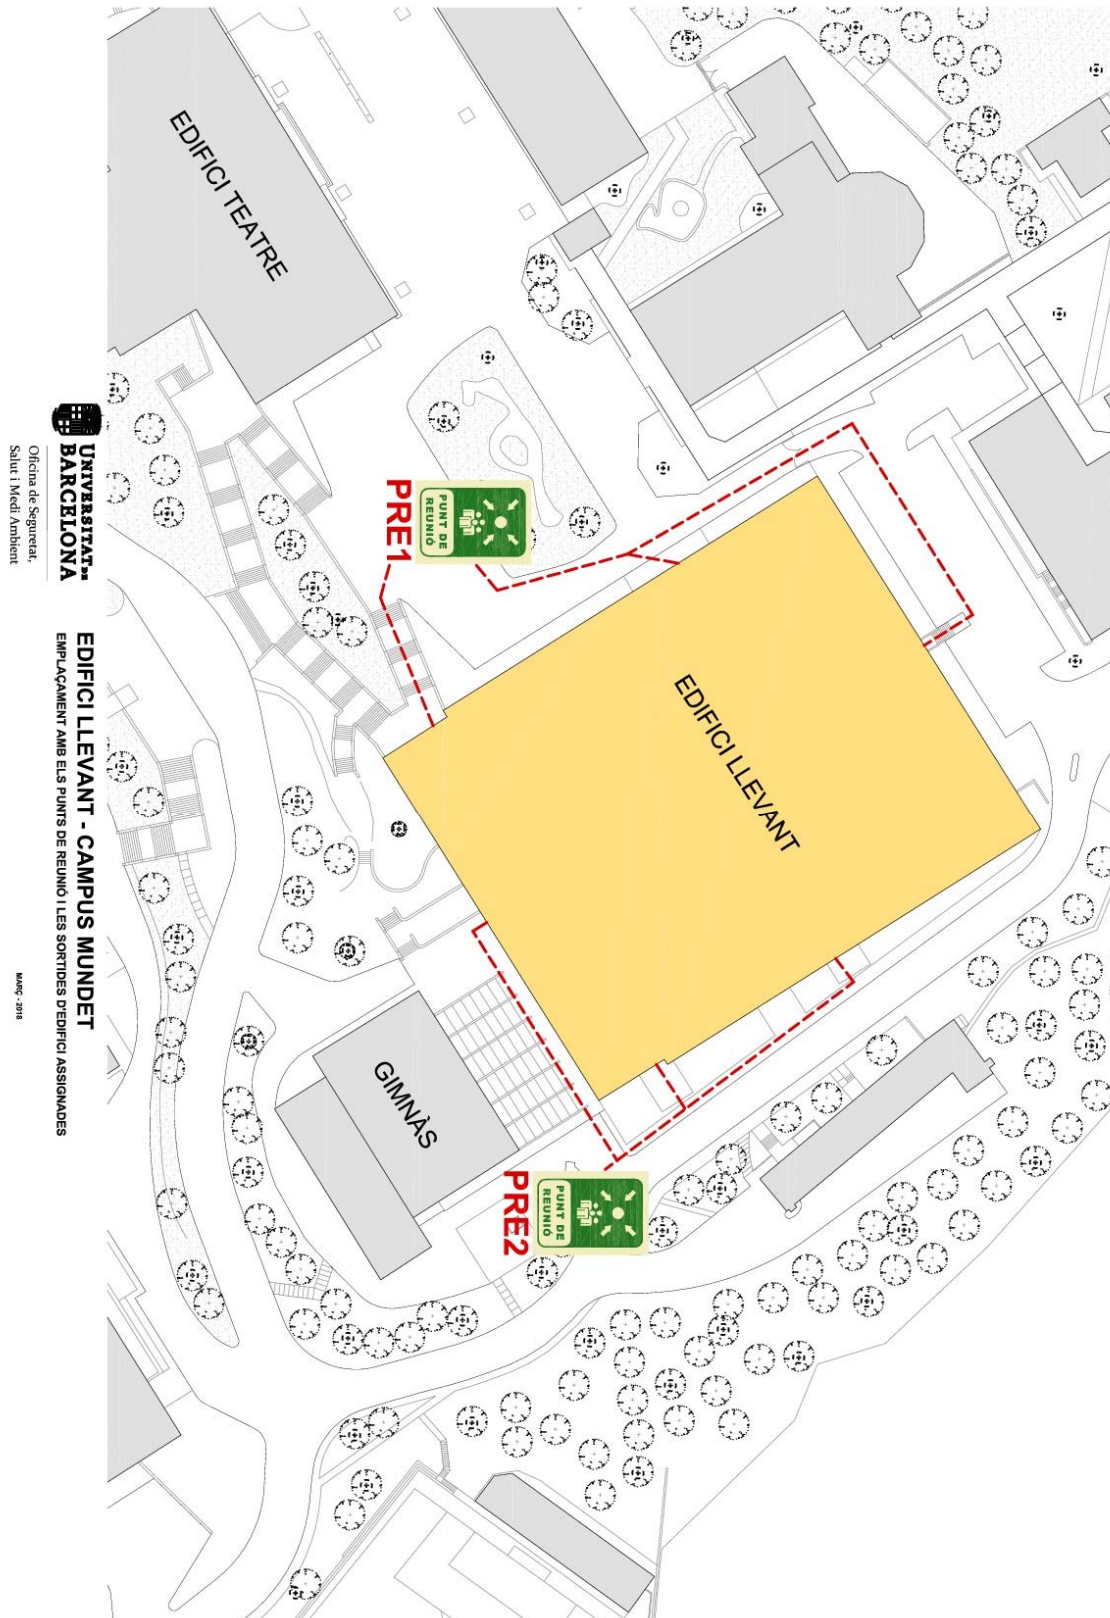 EDIFICI TEATRE
EDIFICI LLEVANT
GIMNÀS
PUNT DE
REUNIÓ
PRE1
PUNT DE
REUNIÓ
PRE2
UNIVERSITAT DE
BARCELONA
Oficina de Seguretat,
Salut i Medi Ambient
EDIFICI LLEVANT - CAMPUS MUNDET
EMPLAÇAMENT AMB ELS PUNTS DE REUNIÓ I LES SORTIDES D'EDIFICI ASSIGNADES
MARÇ - 2018